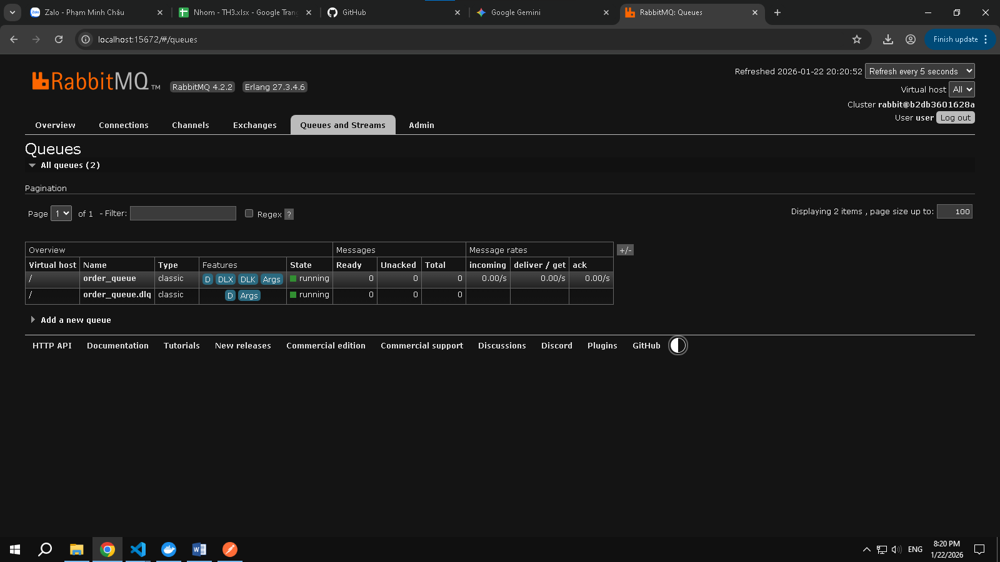 Zalo - Phạm Minh Châu
Nhom - TH3.xlsx - Google Tran
GitHub
Google Gemini
RabbitMQ: Queues
localhost:15672/#/queues
Finish update
RabbitMQ TM
RabbitMQ 4.2.2
Erlang 27.3.4.6
Refreshed 2026-01-22 20:20:52
Refresh every 5 seconds
Virtual host All
Cluster rabbit@b2db3601628a
User user Log out
Overview Connections Channels Exchanges Queues and Streams Admin
Queues
All queues (2)
Pagination
Page 1 of 1 - Filter: Regex ?
Displaying 2 items , page size up to: 100
Overview Messages Message rates +/-
Virtual host Name Type Features State Ready Unacked Total incoming deliver / get ack
/ order_queue classic D DLX DLK Args running 0 0 0 0.00/s 0.00/s 0.00/s
/ order_queue.dlq classic D Args running 0 0 0
Add a new queue
HTTP API Documentation Tutorials New releases Commercial edition Commercial support Discussions Discord Plugins GitHub
ENG
8:20 PM
1/22/2026